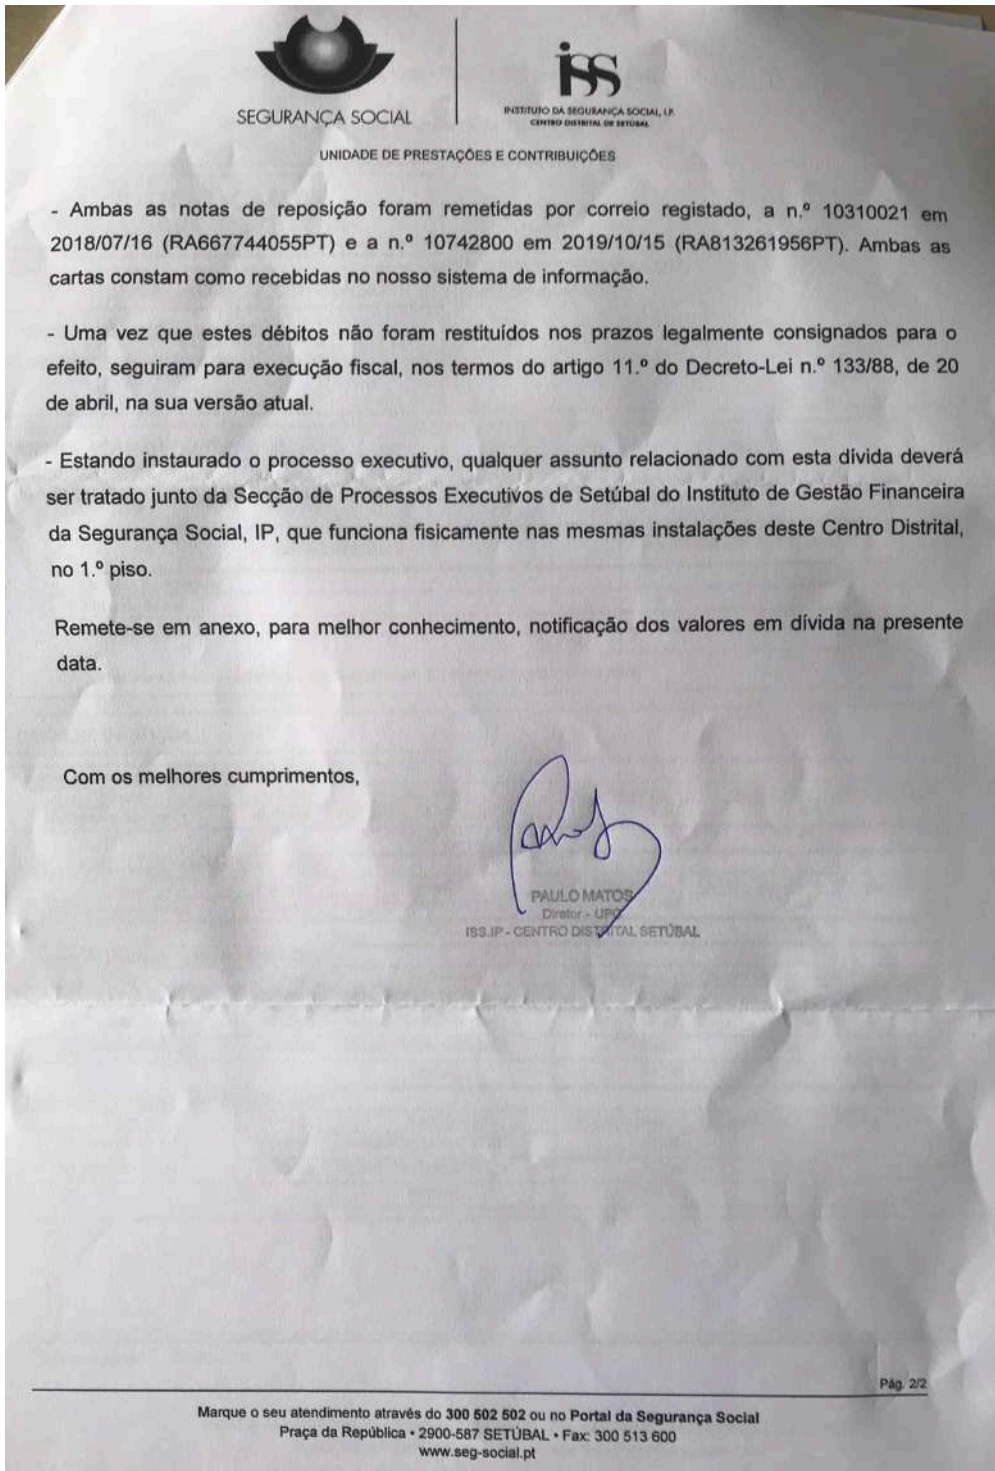 SEGURANÇA SOCIAL
iss
INSTITUTO DA SEGURANÇA SOCIAL, I.P.
CENTRO DISTRITAL DE SETÚBAL
UNIDADE DE PRESTAÇÕES E CONTRIBUIÇÕES
- Ambas as notas de reposição foram remetidas por correio registado, a n.º 10310021 em
2018/07/16 (RA667744055PT) e a n.º 10742800 em 2019/10/15 (RA813261956PT). Ambas as
cartas constam como recebidas no nosso sistema de informação.
- Uma vez que estes débitos não foram restituídos nos prazos legalmente consignados para o
efeito, seguiram para execução fiscal, nos termos do artigo 11.º do Decreto-Lei n.º 133/88, de 20
de abril, na sua versão atual.
- Estando instaurado o processo executivo, qualquer assunto relacionado com esta dívida deverá
ser tratado junto da Secção de Processos Executivos de Setúbal do Instituto de Gestão Financeira
da Segurança Social, IP, que funciona fisicamente nas mesmas instalações deste Centro Distrital,
no 1.º piso.
Remete-se em anexo, para melhor conhecimento, notificação dos valores em dívida na presente
data.
Com os melhores cumprimentos,
PAULO MATOS
Diretor - UPC
ISS.IP - CENTRO DISTRITAL SETÚBAL
Pág. 2/2
Marque o seu atendimento através do 300 502 502 ou no Portal da Segurança Social
Praça da República • 2900-587 SETÚBAL • Fax: 300 513 600
www.seg-social.pt